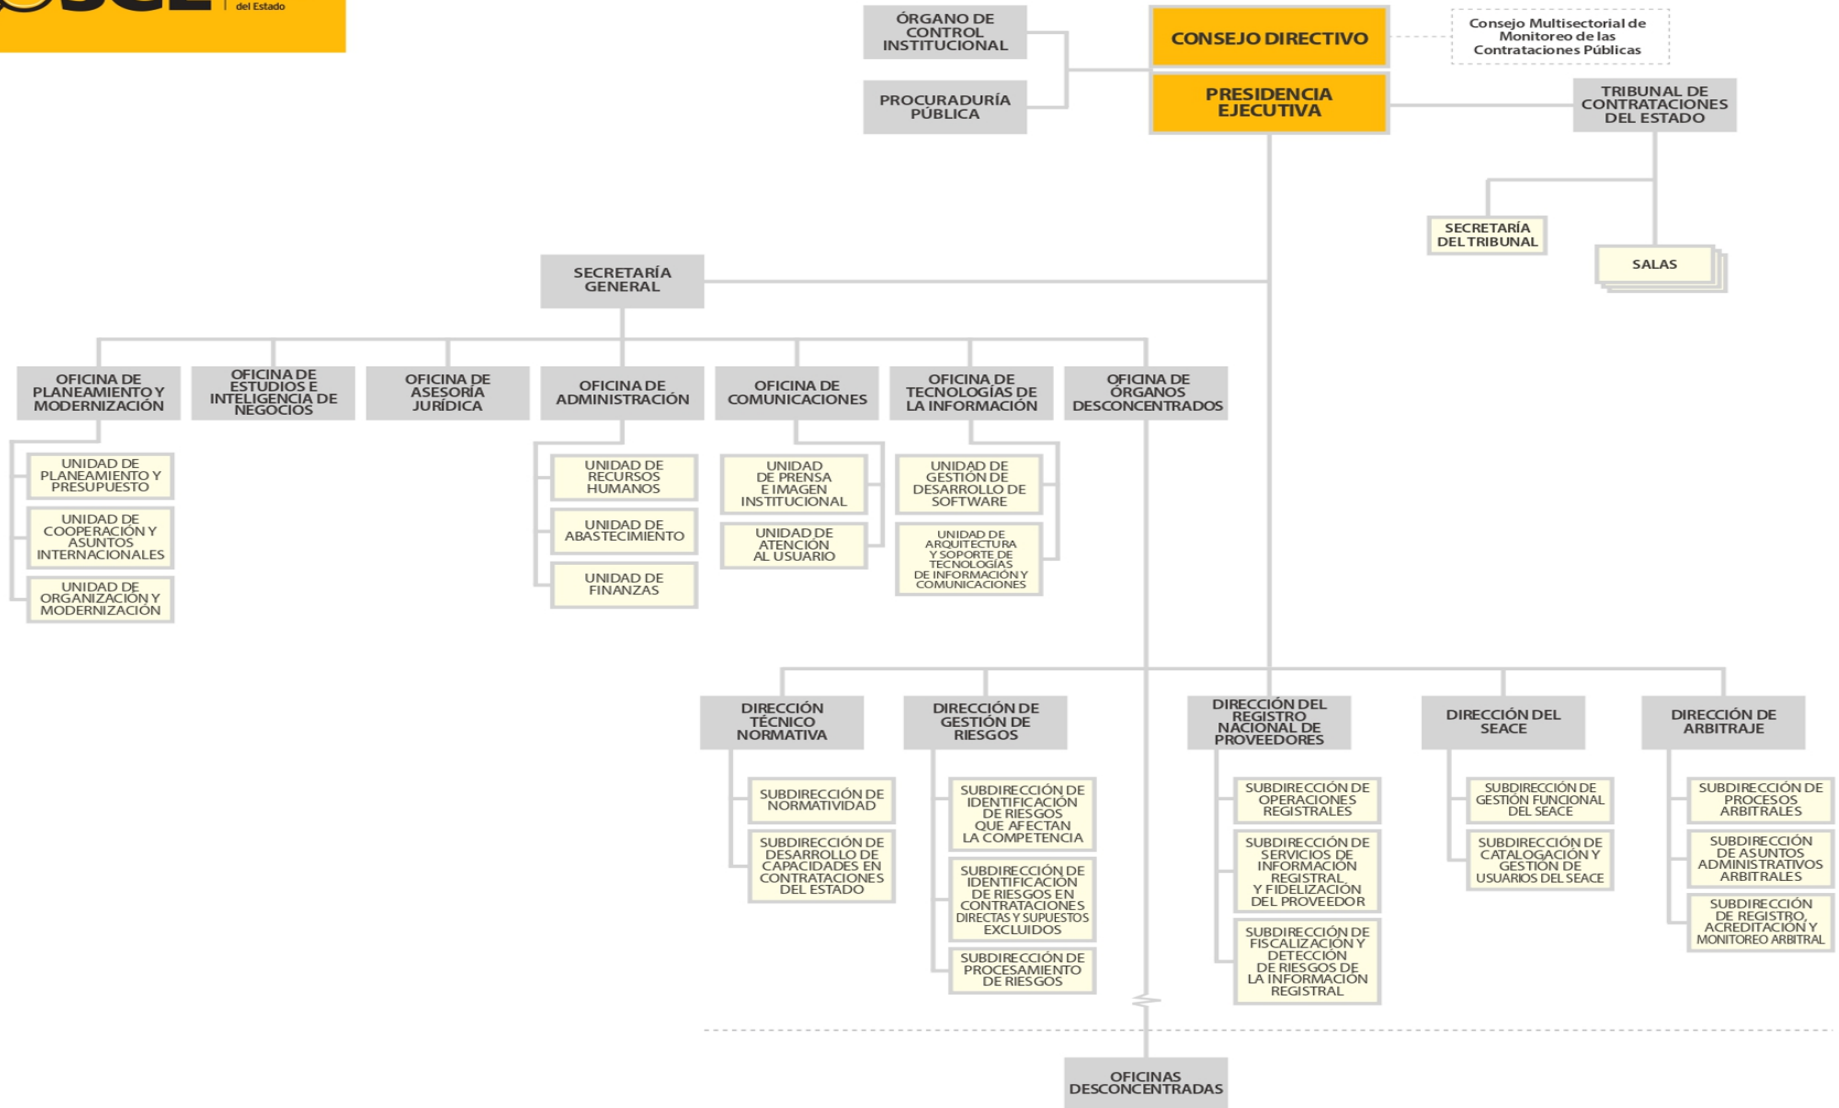 del Estado
ÓRGANO DE
CONTROL
INSTITUCIONAL
PROCURADURÍA
PÚBLICA
CONSEJO DIRECTIVO
PRESIDENCIA
EJECUTIVA
Consejo Multisectorial de
Monitoreo de las
Contrataciones Públicas
TRIBUNAL DE
CONTRATACIONES
DEL ESTADO
SECRETARÍA
DEL TRIBUNAL
SALAS
SECRETARÍA
GENERAL
OFICINA DE
PLANEAMIENTO Y
MODERNIZACIÓN
OFICINA DE
ESTUDIOS E
INTELIGENCIA DE
NEGOCIOS
OFICINA DE
ASESORÍA
JURÍDICA
OFICINA DE
ADMINISTRACIÓN
OFICINA DE
COMUNICACIONES
OFICINA DE
TECNOLOGÍAS DE
LA INFORMACIÓN
OFICINA DE
ÓRGANOS
DESCONCENTRADOS
UNIDAD DE
PLANEAMIENTO Y
PRESUPUESTO
UNIDAD DE
COOPERACIÓN Y
ASUNTOS
INTERNACIONALES
UNIDAD DE
ORGANIZACIÓN Y
MODERNIZACIÓN
UNIDAD DE
RECURSOS
HUMANOS
UNIDAD DE
ABASTECIMIENTO
UNIDAD DE
FINANZAS
UNIDAD
DE PRENSA
E IMAGEN
INSTITUCIONAL
UNIDAD DE
ATENCIÓN
AL USUARIO
UNIDAD DE
GESTIÓN DE
DESARROLLO DE
SOFTWARE
UNIDAD DE
ARQUITECTURA
Y SOPORTE DE
TECNOLOGÍAS
DE INFORMACIÓN Y
COMUNICACIONES
DIRECCIÓN
TÉCNICO
NORMATIVA
DIRECCIÓN DE
GESTIÓN DE
RIESGOS
DIRECCIÓN DEL
REGISTRO
NACIONAL DE
PROVEEDORES
DIRECCIÓN DEL
SEACE
DIRECCIÓN DE
ARBITRAJE
SUBDIRECCIÓN DE
NORMATIVIDAD
SUBDIRECCIÓN DE
DESARROLLO DE
CAPACIDADES EN
CONTRATACIONES
DEL ESTADO
SUBDIRECCIÓN DE
IDENTIFICACIÓN
DE RIESGOS
QUE AFECTAN
LA COMPETENCIA
SUBDIRECCIÓN DE
IDENTIFICACIÓN
DE RIESGOS EN
CONTRATACIONES
DIRECTAS Y SUPUESTOS
EXCLUIDOS
SUBDIRECCIÓN DE
PROCESAMIENTO
DE RIESGOS
SUBDIRECCIÓN DE
OPERACIONES
REGISTRALES
SUBDIRECCIÓN DE
SERVICIOS DE
INFORMACIÓN
REGISTRAL
Y FIDELIZACIÓN
DEL PROVEEDOR
SUBDIRECCIÓN DE
FISCALIZACIÓN Y
DETECCIÓN
DE RIESGOS DE
LA INFORMACIÓN
REGISTRAL
SUBDIRECCIÓN DE
GESTIÓN FUNCIONAL
DEL SEACE
SUBDIRECCIÓN DE
CATALOGACIÓN Y
GESTIÓN DE
USUARIOS DEL SEACE
SUBDIRECCIÓN DE
PROCESOS
ARBITRALES
SUBDIRECCIÓN
DE ASUNTOS
ADMINISTRATIVOS
ARBITRALES
SUBDIRECCIÓN
DE REGISTRO,
ACREDITACIÓN Y
MONITOREO ARBITRAL
OFICINAS
DESCONCENTRADAS